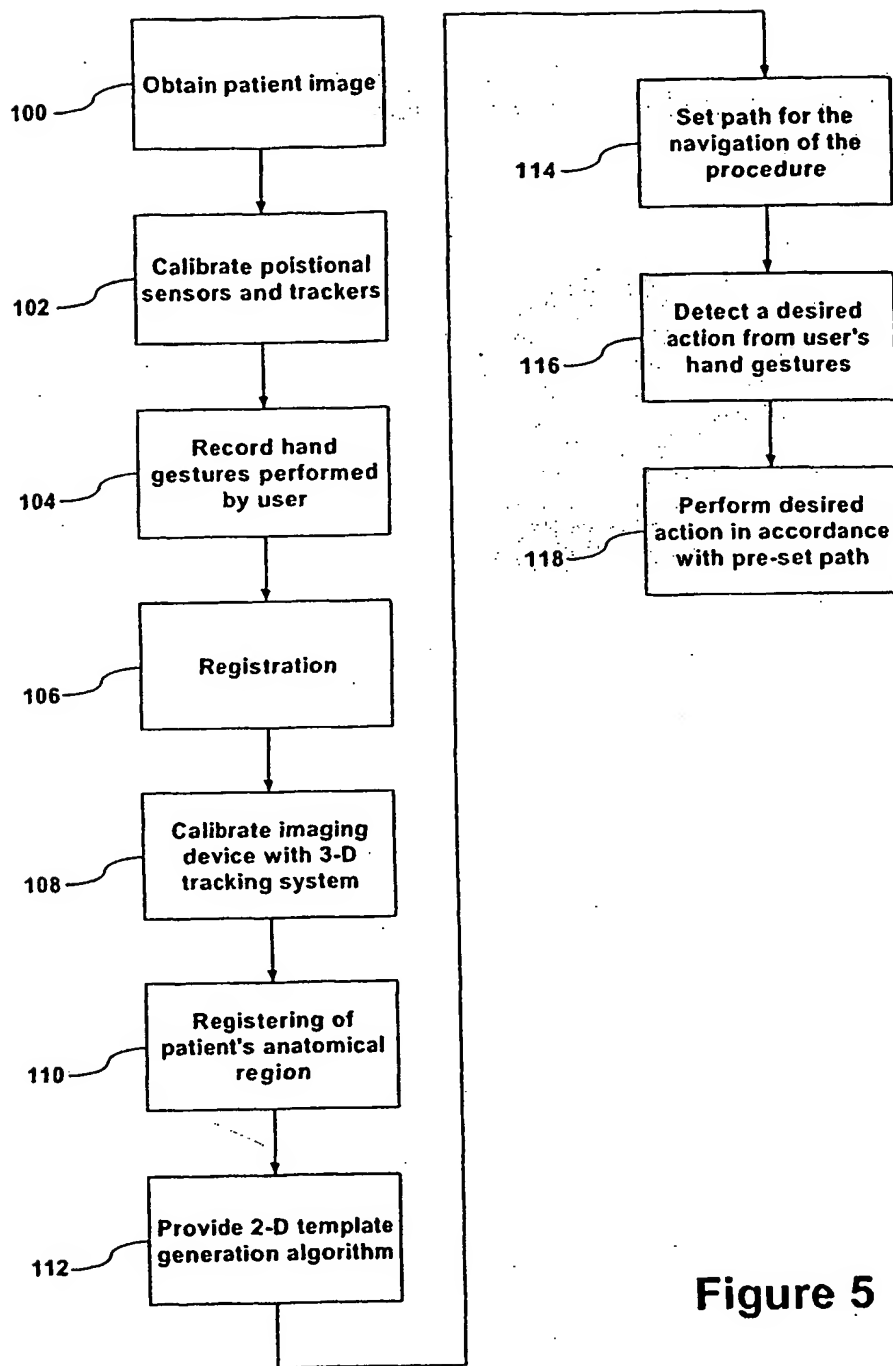 100
Obtain patient image
102
Calibrate poistional
sensors and trackers
104
Record hand
gestures performed
by user
106
Registration
108
Calibrate imaging
device with 3-D
tracking system
110
Registering of
patient's anatomical
region
112
Provide 2-D template
generation algorithm
114
Set path for the
navigation of the
procedure
116
Detect a desired
action from user's
hand gestures
118
Perform desired
action in accordance
with pre-set path
Figure 5